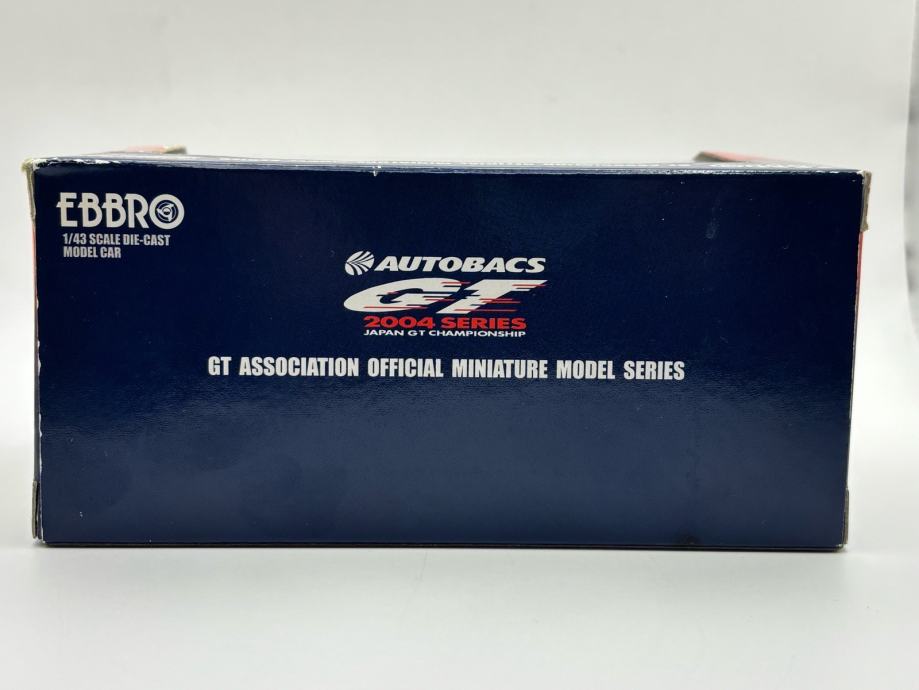 EBBRO
1/43 SCALE DIE-CAST
MODEL CAR
AUTOBACS
GT
2004 SERIES
JAPAN GT CHAMPIONSHIP
GT ASSOCIATION OFFICIAL MINIATURE MODEL SERIES